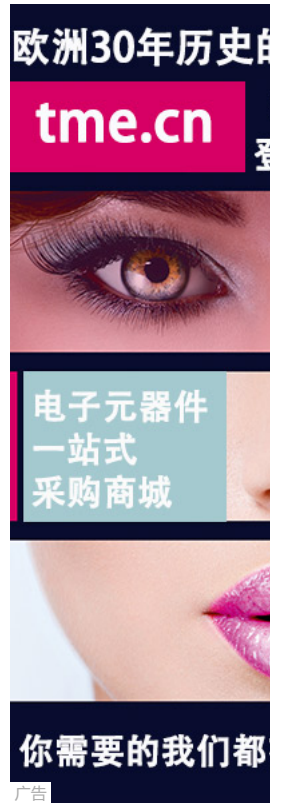 欧洲30年历史的
tme.cn
电子元器件
一站式
采购商城
你需要的我们都
广告